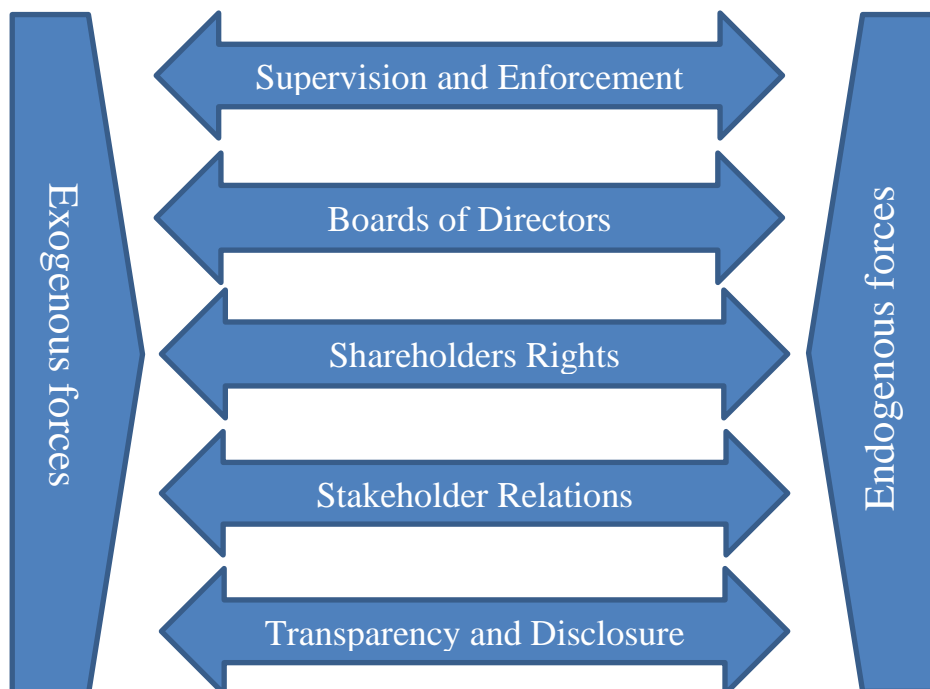 Exogenous forces
Supervision and Enforcement
Boards of Directors
Shareholders Rights
Stakeholder Relations
Transparency and Disclosure
Endogenous forces